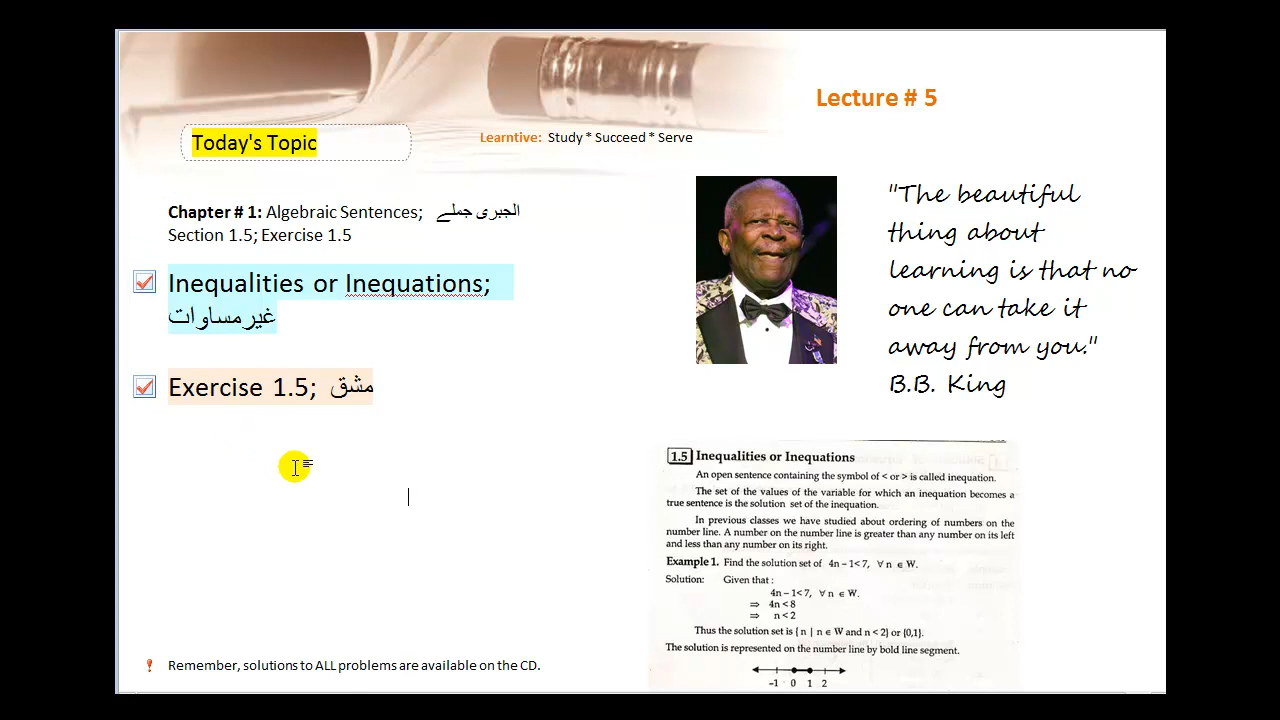 Lecture # 5
Today's Topic
Learntive: Study * Succeed * Serve
Chapter # 1: Algebraic Sentences; الجبری جملے
Section 1.5; Exercise 1.5
Inequalities or Inequations;
غیرمساوات
Exercise 1.5; مشق
"The beautiful
thing about
learning is that no
one can take it
away from you."
B.B. King
1.5 Inequalities or Inequations
An open sentence containing the symbol of < or > is called inequation.
The set of the values of the variable for which an inequation becomes a
true sentence is the solution set of the inequation.
In previous classes we have studied about ordering of numbers on the
number line. A number on the number line is greater than any number on its left
and less than any number on its right.
Example 1. Find the solution set of 4n – 1< 7, ∀ n ∈ W.
Solution: Given that :
4n – 1< 7, ∀ n ∈ W.
⇒ 4n < 8
⇒ n < 2
Thus the solution set is { n | n ∈ W and n < 2} or {0,1}.
The solution is represented on the number line by bold line segment.
–1 0 1 2
Remember, solutions to ALL problems are available on the CD.